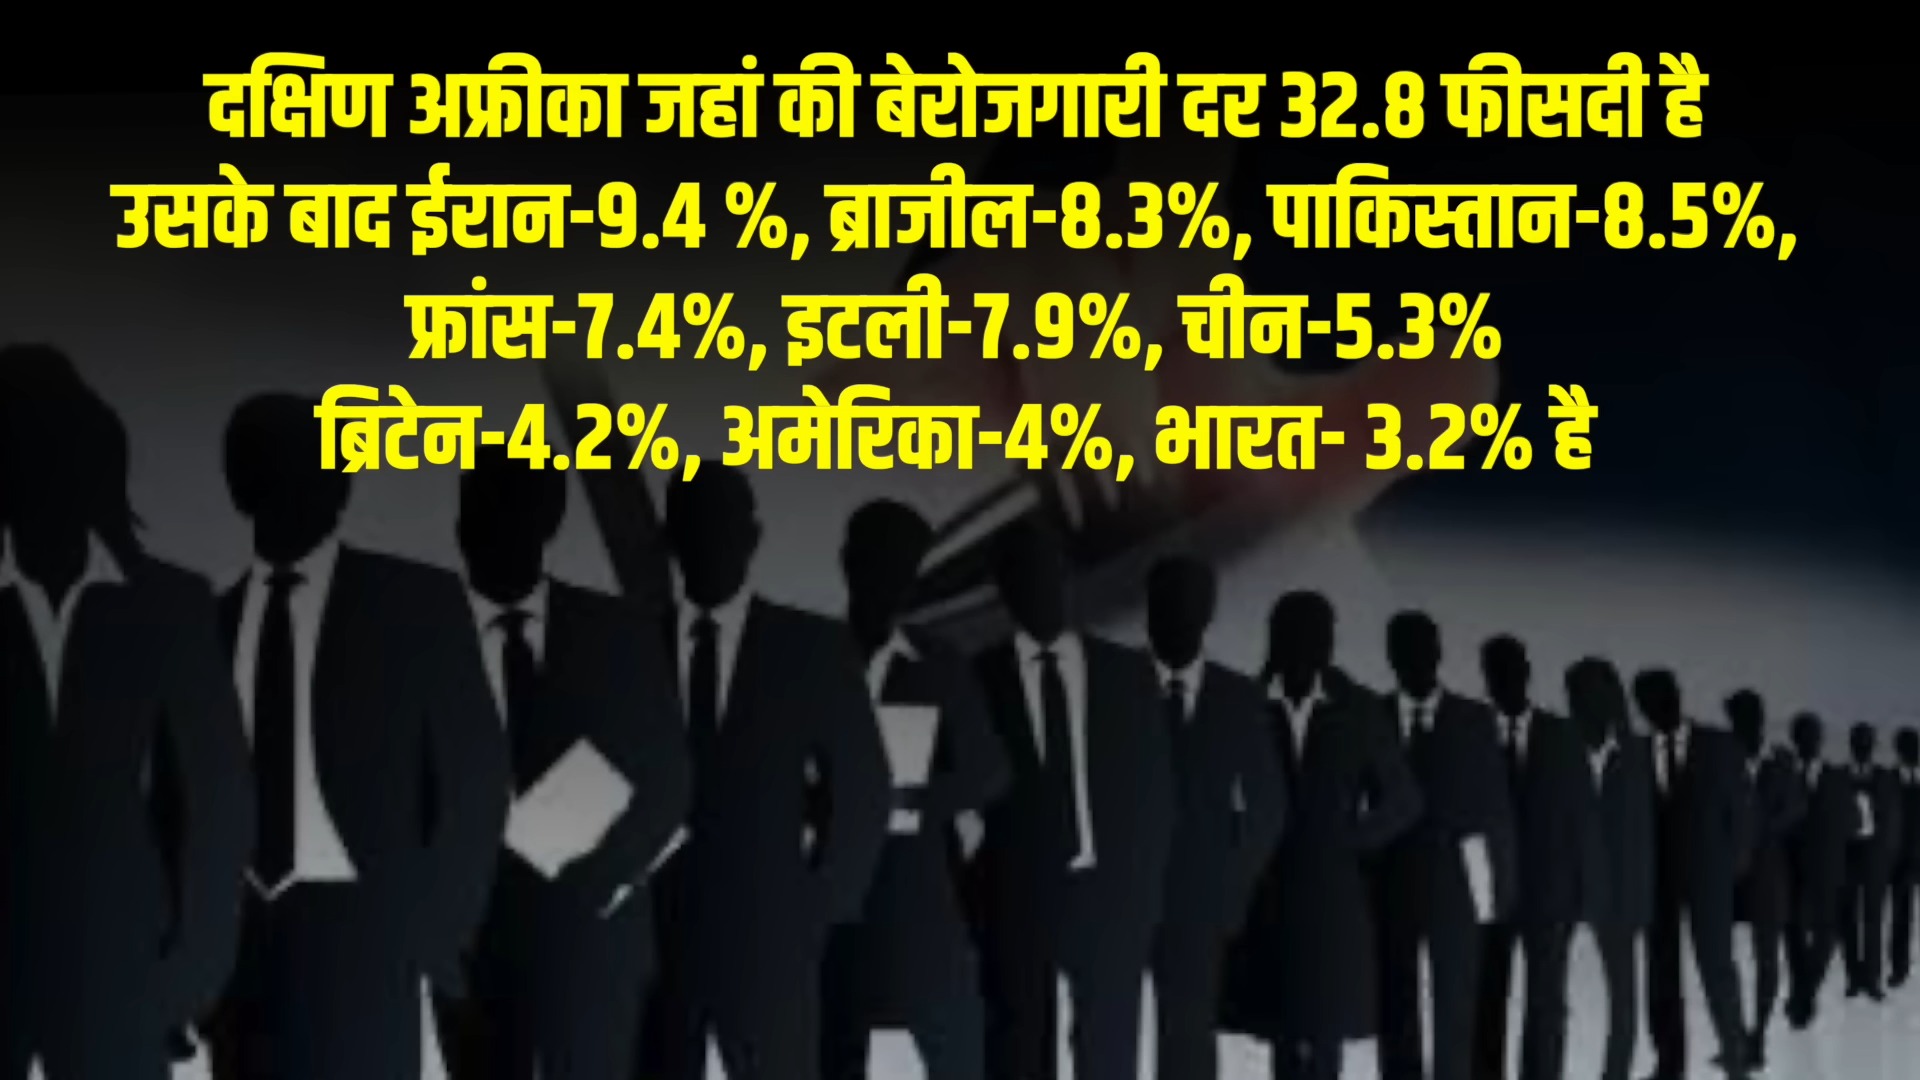 दक्षिण अफ्रीका जहां की बेरोजगारी दर 32.8 फीसदी है
उसके बाद ईरान-9.4 %, ब्राजील-8.3%, पाकिस्तान-8.5%,
फ्रांस-7.4%, इटली-7.9%, चीन-5.3%
ब्रिटेन-4.2%, अमेरिका-4%, भारत- 3.2% है